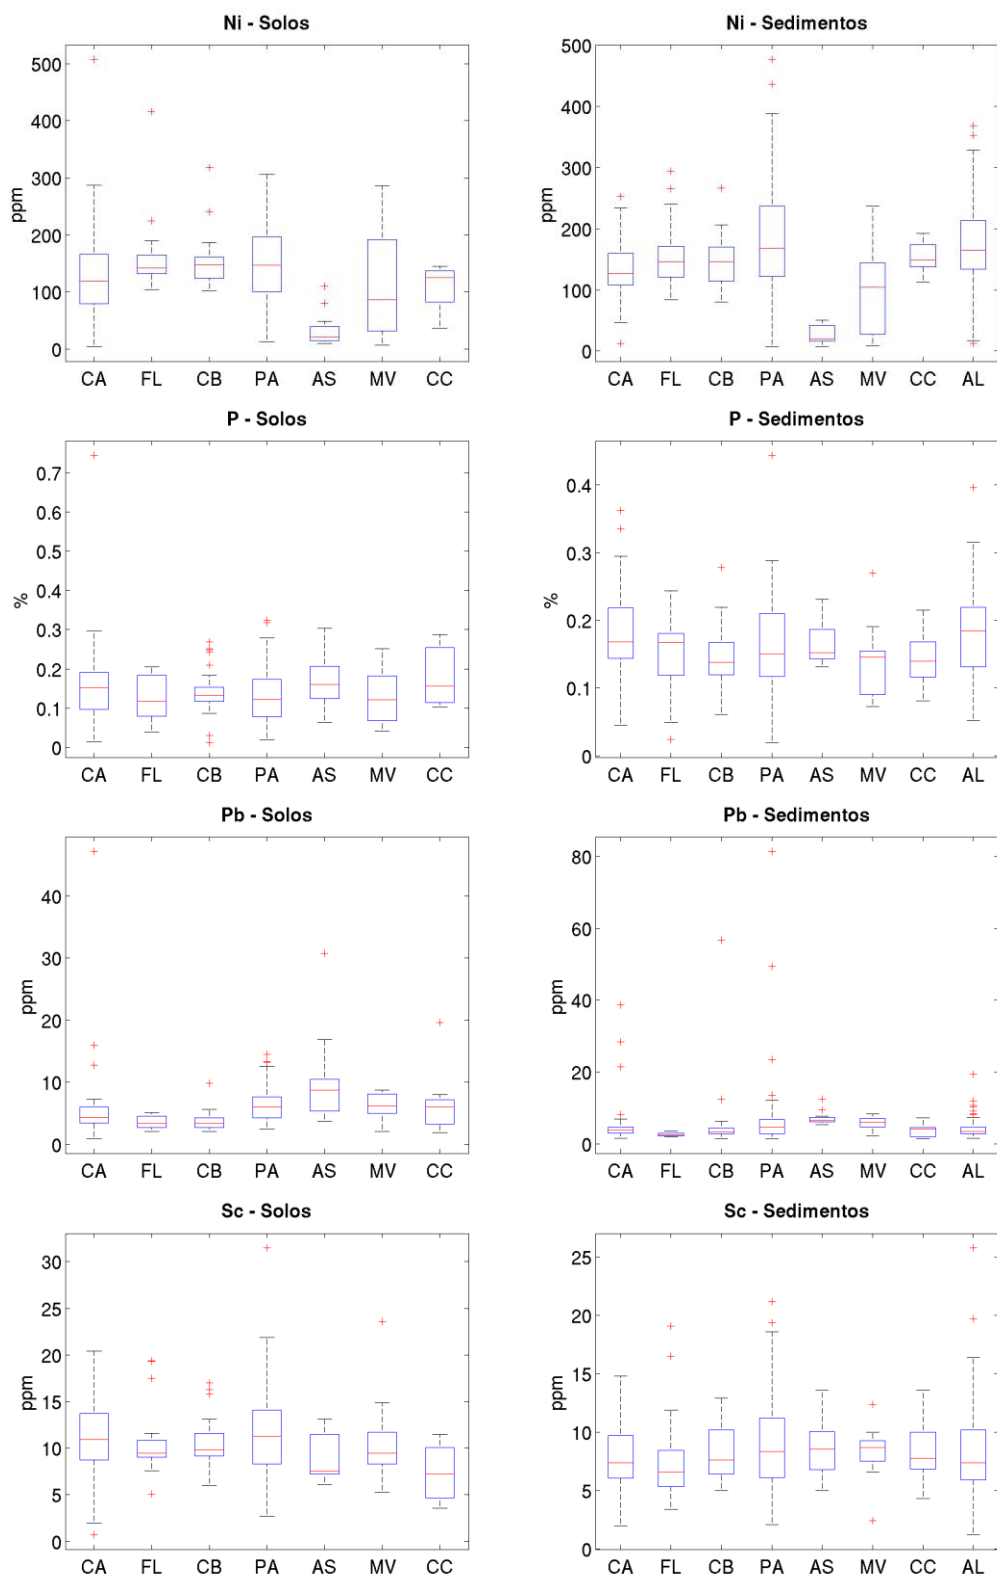 Ni - Solos
500
400
300
200
100
0
ppm
CA FL CB PA AS MV CC
Ni - Sedimentos
500
400
300
200
100
0
ppm
CA FL CB PA AS MV CC AL
P - Solos
0.7
0.6
0.5
0.4
0.3
0.2
0.1
0
%
CA FL CB PA AS MV CC
P - Sedimentos
0.4
0.3
0.2
0.1
0
%
CA FL CB PA AS MV CC AL
Pb - Solos
40
30
20
10
0
ppm
CA FL CB PA AS MV CC
Pb - Sedimentos
80
60
40
20
0
ppm
CA FL CB PA AS MV CC AL
Sc - Solos
30
25
20
15
10
5
0
ppm
CA FL CB PA AS MV CC
Sc - Sedimentos
25
20
15
10
5
0
ppm
CA FL CB PA AS MV CC AL